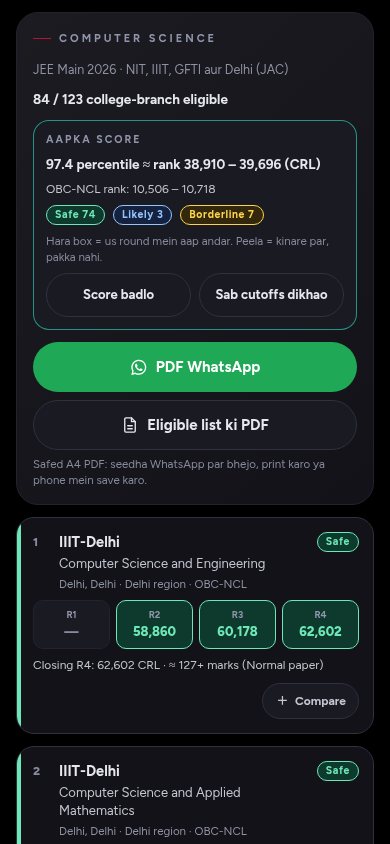 COMPUTER SCIENCE
JEE Main 2026 · NIT, IIIT, GFTI aur Delhi (JAC)
84 / 123 college-branch eligible
AAPKA SCORE
97.4 percentile ≈ rank 38,910 – 39,696 (CRL)
OBC-NCL rank: 10,506 – 10,718
Safe 74 Likely 3 Borderline 7
Hara box = us round mein aap andar. Peela = kinare par,
pakka nahi.
Score badlo Sab cutoffs dikhao
PDF WhatsApp
Eligible list ki PDF
Safed A4 PDF: seedha WhatsApp par bhejo, print karo ya
phone mein save karo.
1 IIIT-Delhi Safe
Computer Science and Engineering
Delhi, Delhi · Delhi region · OBC-NCL
R1 R2 R3 R4
— 58,860 60,178 62,602
Closing R4: 62,602 CRL · ≈ 127+ marks (Normal paper)
+ Compare
2 IIIT-Delhi Safe
Computer Science and Applied
Mathematics
Delhi, Delhi · Delhi region · OBC-NCL